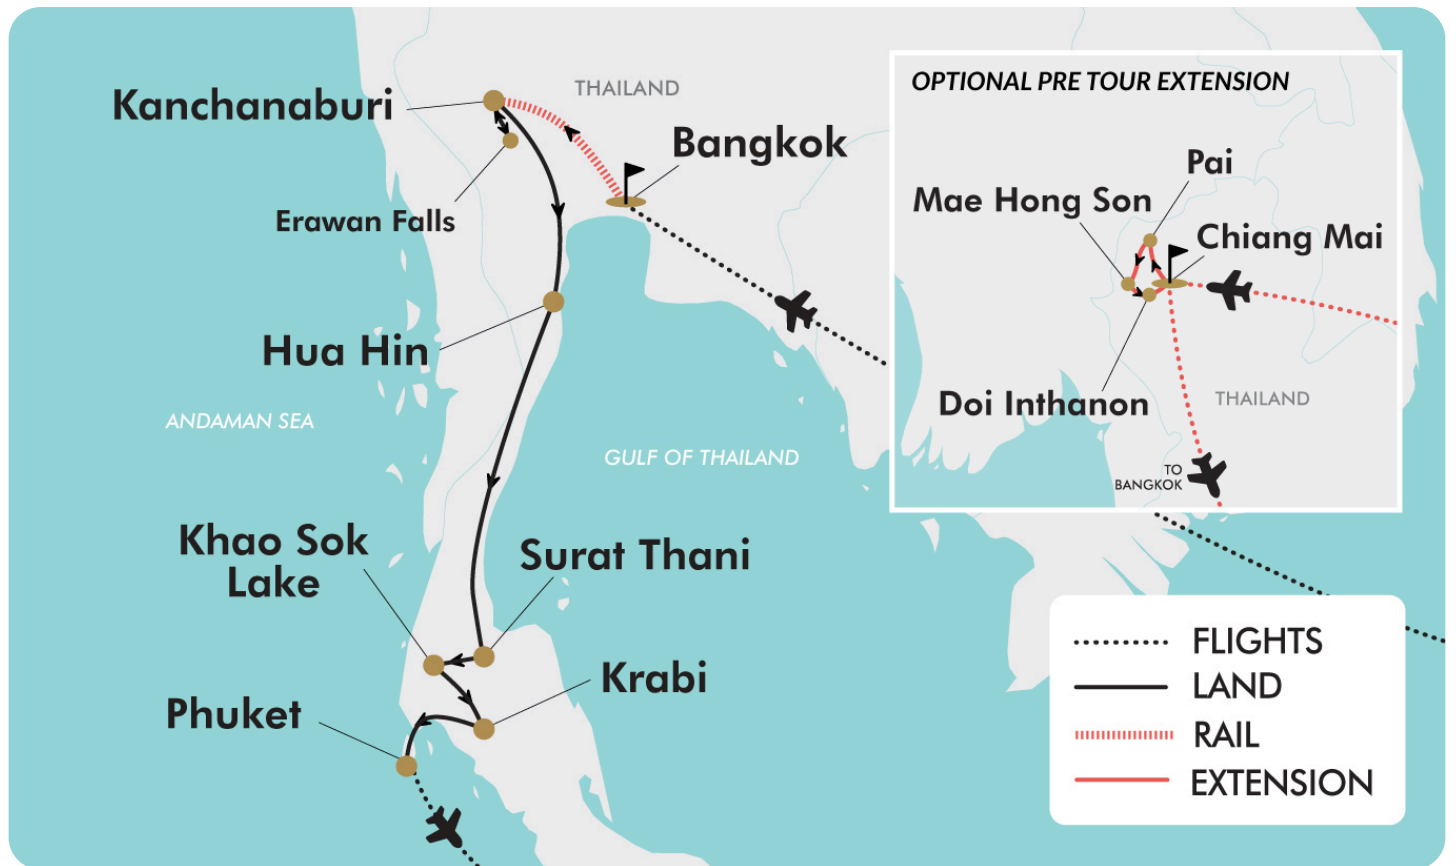 THAILAND
Kanchanaburi
Bangkok
Erawan Falls
Hua Hin
ANDAMAN SEA
GULF OF THAILAND
Khao Sok
Lake
Surat Thani
Krabi
Phuket
OPTIONAL PRE TOUR EXTENSION
Pai
Mae Hong Son
Chiang Mai
Doi Inthanon
THAILAND
TO
BANGKOK
FLIGHTS
LAND
RAIL
EXTENSION